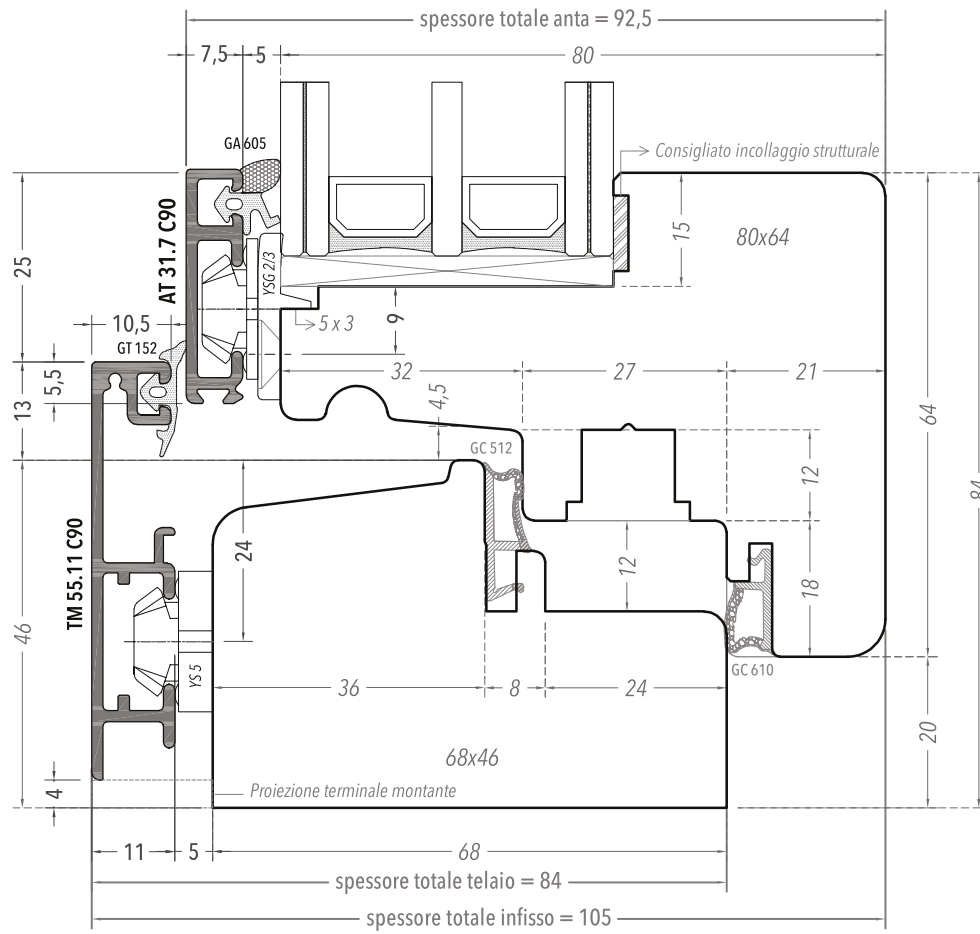 spessore totale anta = 92,5
7,5
5
80
GA 605
Consigliato incollaggio strutturale
AT 31.7 C90
YSG 2/3
15
80x64
25
10,5
GT 152
5 x 3
9
5,5
13
32
27
21
4,5
64
84
GC 512
12
TM 55.11 C90
24
12
18
46
YS 5
GC 610
36
8
24
20
68x46
4
Proiezione terminale montante
11
5
68
spessore totale telaio = 84
spessore totale infisso = 105